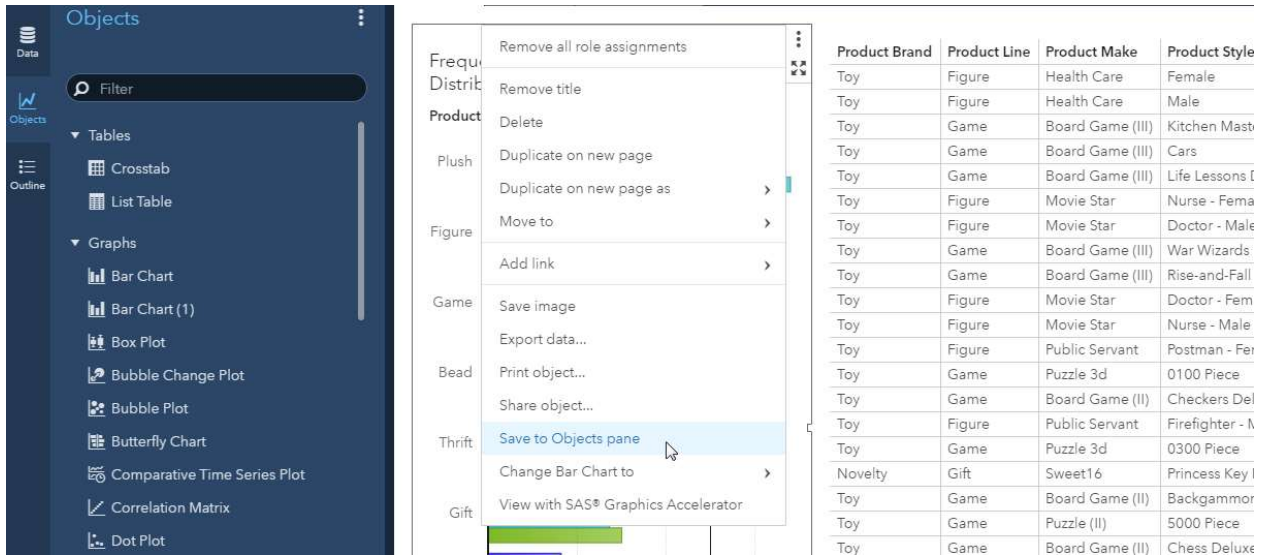 Data
Objects
Outline
Objects
Filter
Tables
Crosstab
List Table
Graphs
Bar Chart
Bar Chart (1)
Box Plot
Bubble Change Plot
Bubble Plot
Butterfly Chart
Comparative Time Series Plot
Correlation Matrix
Dot Plot
Product
Plush
Figure
Game
Bead
Thrift
Gift
Remove all role assignments
Remove title
Delete
Duplicate on new page
Duplicate on new page as
Move to
Add link
Save image
Export data...
Print object...
Share object...
Save to Objects pane
Change Bar Chart to
View with SAS® Graphics Accelerator
Product Brand Product Line Product Make Product Style
Toy Figure Health Care Female
Toy Figure Health Care Male
Toy Game Board Game (III) Kitchen
Toy Game Board Game (III) Cars
Toy Game Board Game (III) Life Lessons
Toy Figure Movie Star Nurse -
Toy Figure Movie Star Doctor - Male
Toy Game Board Game (III) War Wizards
Toy Game Board Game (III) Rise-and-Fall
Toy Figure Movie Star Doctor -
Toy Figure Movie Star Nurse - Male
Toy Figure Public Servant Postman -
Toy Game Puzzle 3d 0100 Piece
Toy Game Board Game (II) Checkers
Toy Figure Public Servant Firefighter -
Toy Game Puzzle 3d 0300 Piece
Novelty Gift Sweet16 Princess Key
Toy Game Board Game (II) Backgammon
Toy Game Puzzle (II) 5000 Piece
Toy Game Board Game (II) Chess Deluxe